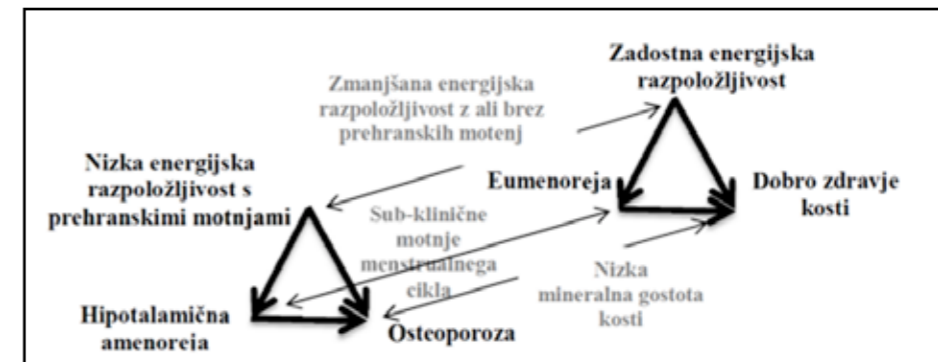 Zadostna energijska
razpoložljivost
Zmanjšana energijska
razpoložljivost z ali brez
prehranskih motenj
Nizka energijska
razpoložljivost s
prehranskimi motnjami
Eumenoreja
Dobro zdravje
kosti
Sub-klinične
motnje
menstrualnega
cikla
Nizka
mineralna gostota
kosti
Hipotalamična
amenoreja
Osteoporoza